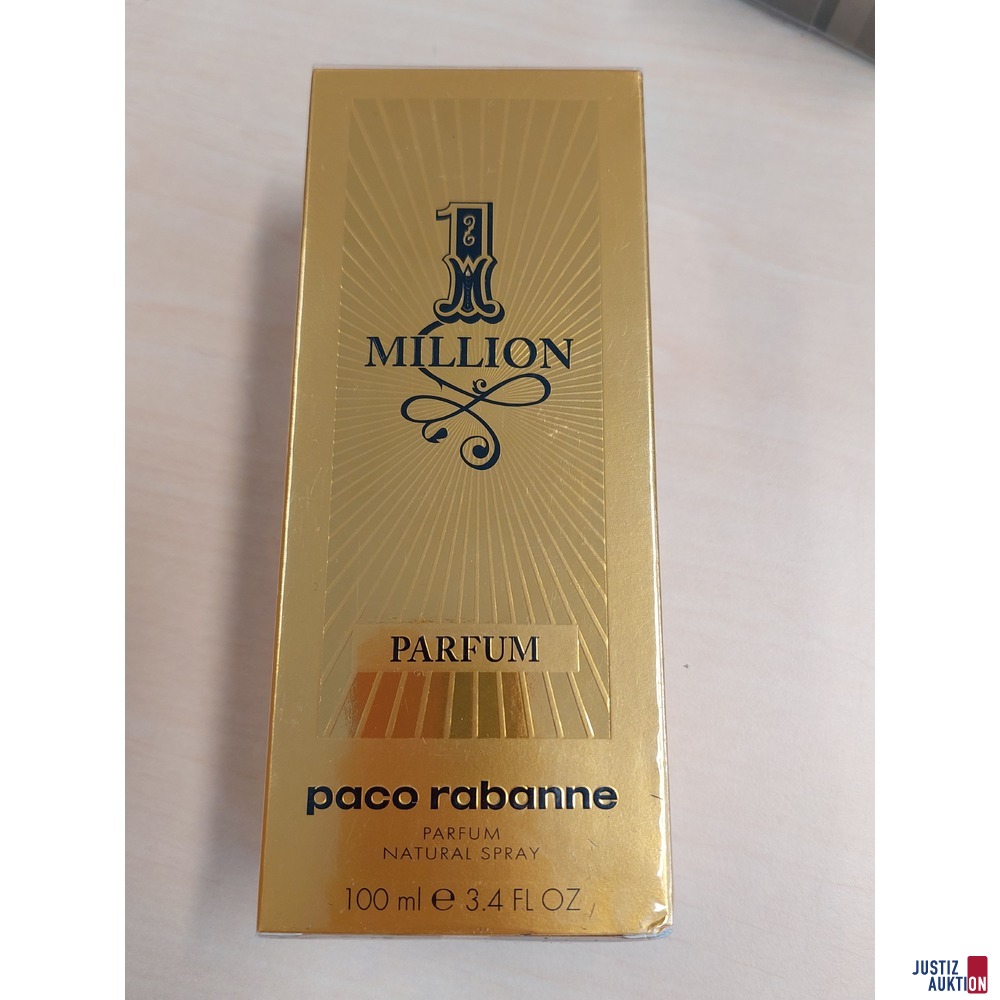 1
MILLION
PARFUM
paco rabanne
PARFUM
NATURAL SPRAY
100 ml e 3.4 FL OZ
JUSTIZ
AUKTION